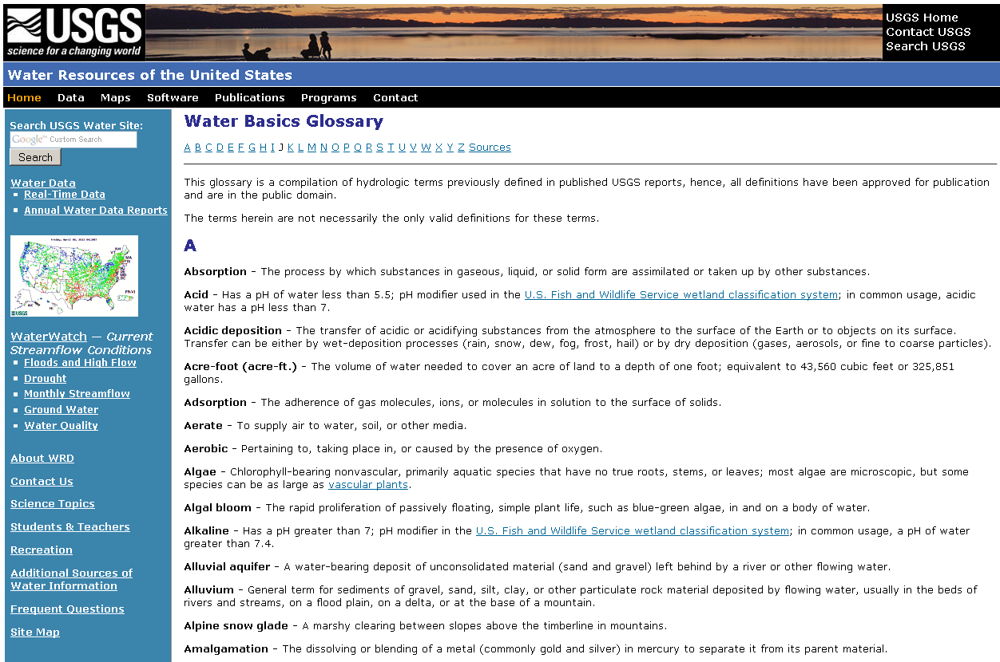 USGS
science for a changing world
USGS Home
Contact USGS
Search USGS
Water Resources of the United States
Home Data Maps Software Publications Programs Contact
Search USGS Water Site:
Google™ Custom Search
Search
Water Data
Real-Time Data
Annual Water Data Reports
WaterWatch — Current
Streamflow Conditions
Floods and High Flow
Drought
Monthly Streamflow
Ground Water
Water Quality
About WRD
Contact Us
Science Topics
Students & Teachers
Recreation
Additional Sources of
Water Information
Frequent Questions
Site Map
Water Basics Glossary
A B C D E F G H I J K L M N O P Q R S T U V W X Y Z Sources
This glossary is a compilation of hydrologic terms previously defined in published USGS reports, hence, all definitions have been approved for publication
and are in the public domain.
The terms herein are not necessarily the only valid definitions for these terms.
A
Absorption – The process by which substances in gaseous, liquid, or solid form are assimilated or taken up by other substances.
Acid – Has a pH of water less than 5.5; pH modifier used in the U.S. Fish and Wildlife Service wetland classification system; in common usage, acidic
water has a pH less than 7.
Acidic deposition – The transfer of acidic or acidifying substances from the atmosphere to the surface of the Earth or to objects on its surface.
Transfer can be either by wet-deposition processes (rain, snow, dew, fog, frost, hail) or by dry deposition (gases, aerosols, or fine to coarse particles).
Acre-foot (acre-ft.) – The volume of water needed to cover an acre of land to a depth of one foot; equivalent to 43,560 cubic feet or 325,851
gallons.
Adsorption – The adherence of gas molecules, ions, or molecules in solution to the surface of solids.
Aerate – To supply air to water, soil, or other media.
Aerobic – Pertaining to, taking place in, or caused by the presence of oxygen.
Algae – Chlorophyll-bearing nonvascular, primarily aquatic species that have no true roots, stems, or leaves; most algae are microscopic, but some
species can be as large as vascular plants.
Algal bloom – The rapid proliferation of passively floating, simple plant life, such as blue-green algae, in and on a body of water.
Alkaline – Has a pH greater than 7; pH modifier in the U.S. Fish and Wildlife Service wetland classification system; in common usage, a pH of water
greater than 7.4.
Alluvial aquifer – A water-bearing deposit of unconsolidated material (sand and gravel) left behind by a river or other flowing water.
Alluvium – General term for sediments of gravel, sand, silt, clay, or other particulate rock material deposited by flowing water, usually in the beds of
rivers and streams, on a flood plain, on a delta, or at the base of a mountain.
Alpine snow glade – A marshy clearing between slopes above the timberline in mountains.
Amalgamation – The dissolving or blending of a metal (commonly gold and silver) in mercury to separate it from its parent material.